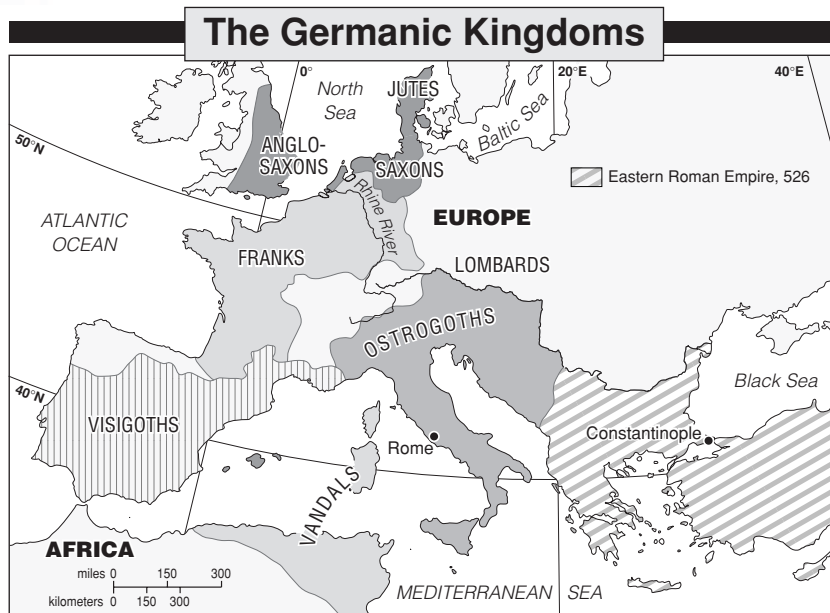 The Germanic Kingdoms
0°
North
Sea
JUTES
20°E
40°E
Baltic Sea
50°N
ANGLO-
SAXONS
SAXONS
Eastern Roman Empire, 526
Rhine River
ATLANTIC
OCEAN
EUROPE
FRANKS
LOMBARDS
OSTROGOTHS
Black Sea
40°N
VISIGOTHS
Constantinople
Rome
VANDALS
AFRICA
miles 0 150 300
kilometers 0 150 300
MEDITERRANEAN SEA